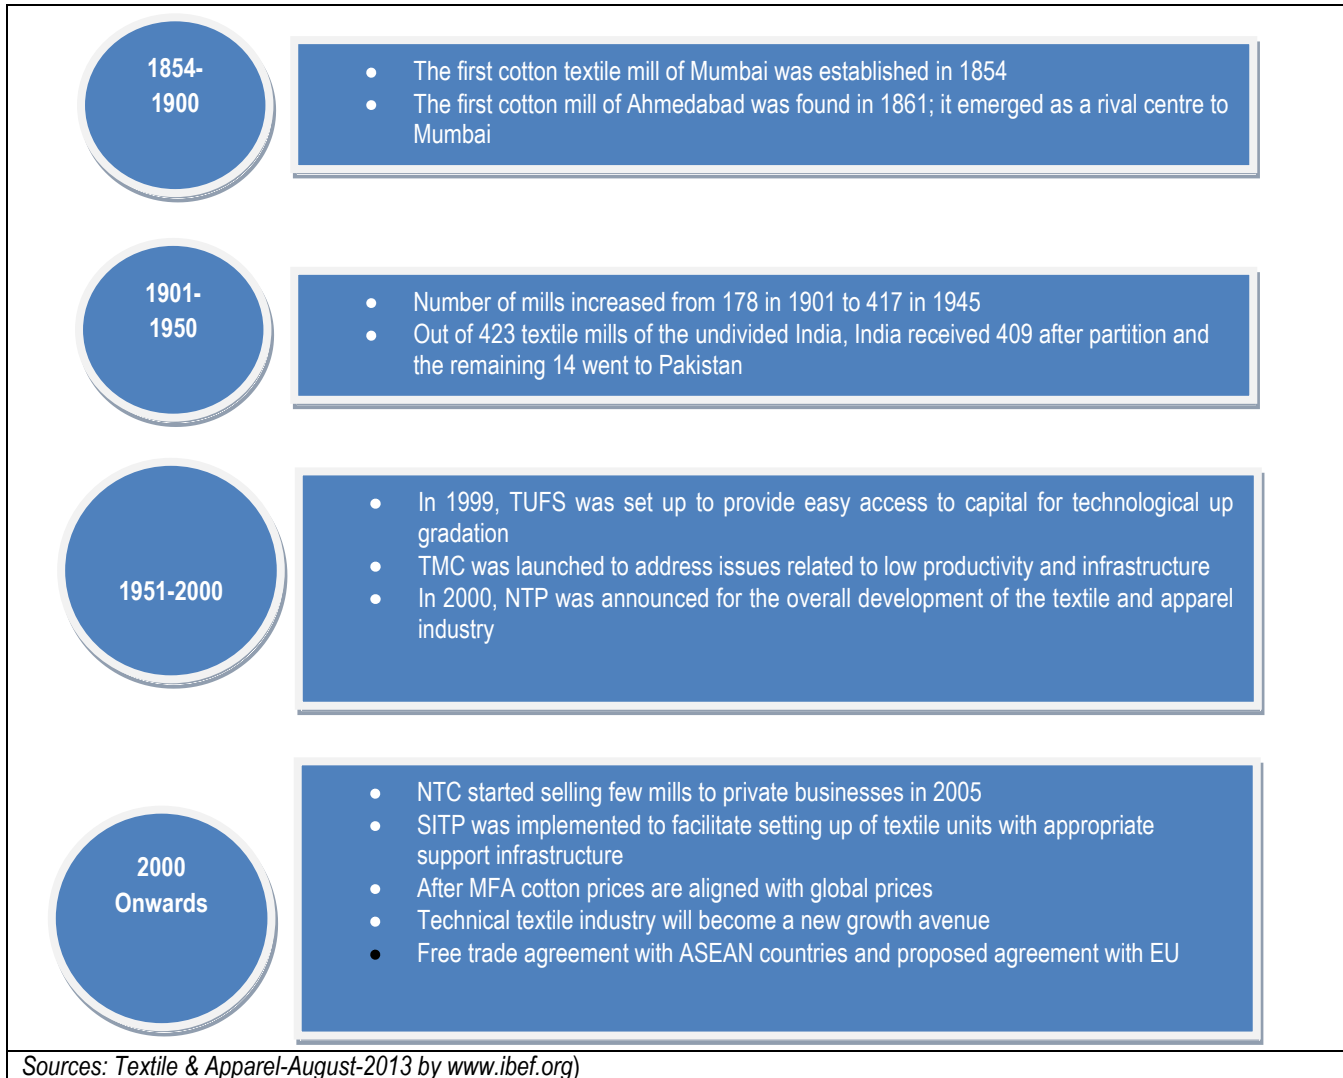 1854-
1900
● The first cotton textile mill of Mumbai was established in 1854
● The first cotton mill of Ahmedabad was found in 1861; it emerged as a rival centre to
Mumbai
1901-
1950
● Number of mills increased from 178 in 1901 to 417 in 1945
● Out of 423 textile mills of the undivided India, India received 409 after partition and
the remaining 14 went to Pakistan
1951-2000
● In 1999, TUFS was set up to provide easy access to capital for technological up
gradation
● TMC was launched to address issues related to low productivity and infrastructure
● In 2000, NTP was announced for the overall development of the textile and apparel
industry
2000
Onwards
● NTC started selling few mills to private businesses in 2005
● SITP was implemented to facilitate setting up of textile units with appropriate
support infrastructure
● After MFA cotton prices are aligned with global prices
● Technical textile industry will become a new growth avenue
● Free trade agreement with ASEAN countries and proposed agreement with EU
Sources: Textile & Apparel-August-2013 by www.ibef.org)